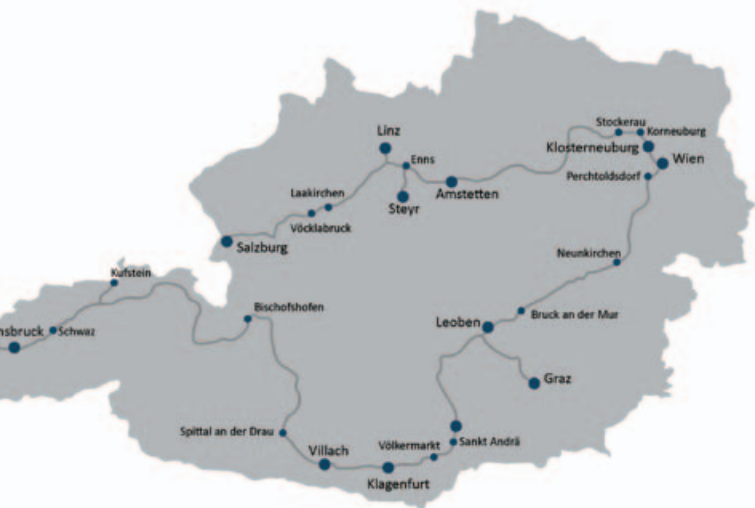 Stockerau
Korneuburg
Linz
Klosterneuburg
Wien
Enns
Perchtoldsdorf
Laakirchen
Amstetten
Steyr
Vöcklabruck
Salzburg
Neunkirchen
Kufstein
Bischofshofen
Bruck an der Mur
Leoben
nsbruck
Schwaz
Graz
Spittal an der Drau
Villach
Völkermarkt
Sankt Andrä
Klagenfurt